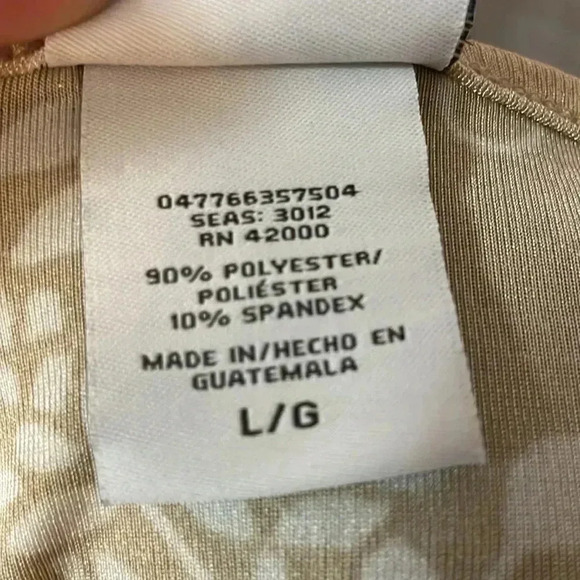 047766357504
SEAS: 3012
RN 42000
90% POLYESTER/
POLIÉSTER
10% SPANDEX
MADE IN/HECHO EN
GUATEMALA
L/G